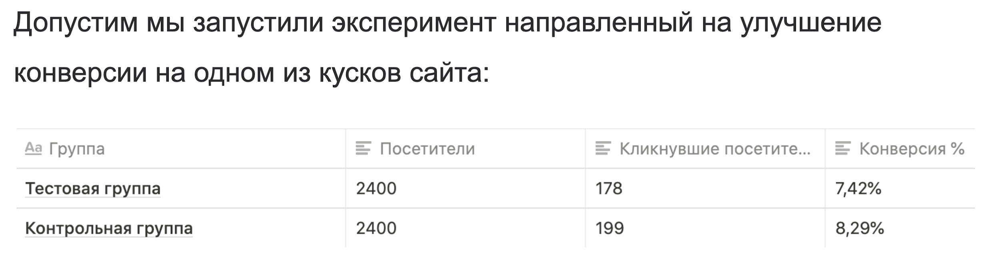 Допустим мы запустили эксперимент направленный на улучшение
конверсии на одном из кусков сайта:
Aa Группа Посетители Кликнувшие посетите... Конверсия %
Тестовая группа 2400 178 7,42%
Контрольная группа 2400 199 8,29%